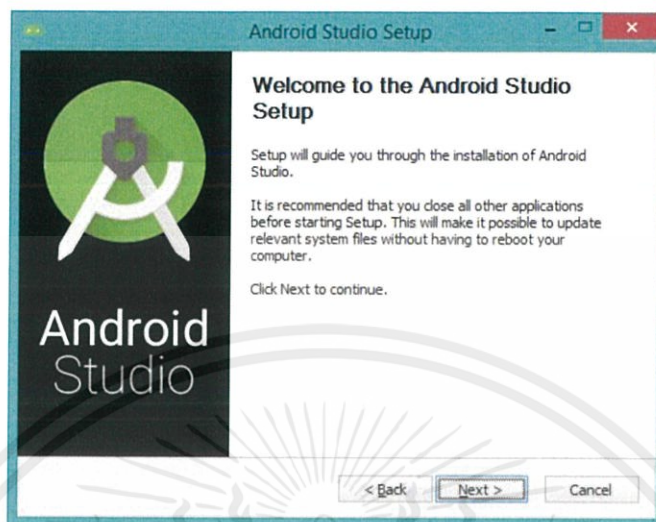 Android Studio Setup
Welcome to the Android Studio
Setup
Setup will guide you through the installation of Android
Studio.
It is recommended that you close all other applications
before starting Setup. This will make it possible to update
relevant system files without having to reboot your
computer.
Click Next to continue.
Android
Studio
< Back
Next >
Cancel